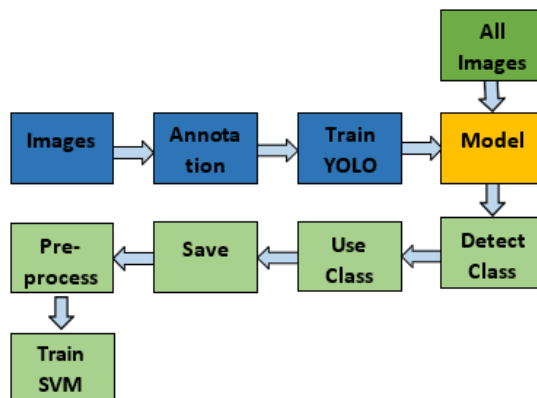 All
Images
Images
Annota
tion
Train
YOLO
Model
Pre-
process
Save
Use
Class
Detect
Class
Train
SVM